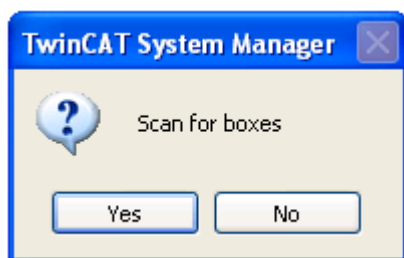 TwinCAT System Manager
Scan for boxes
Yes No